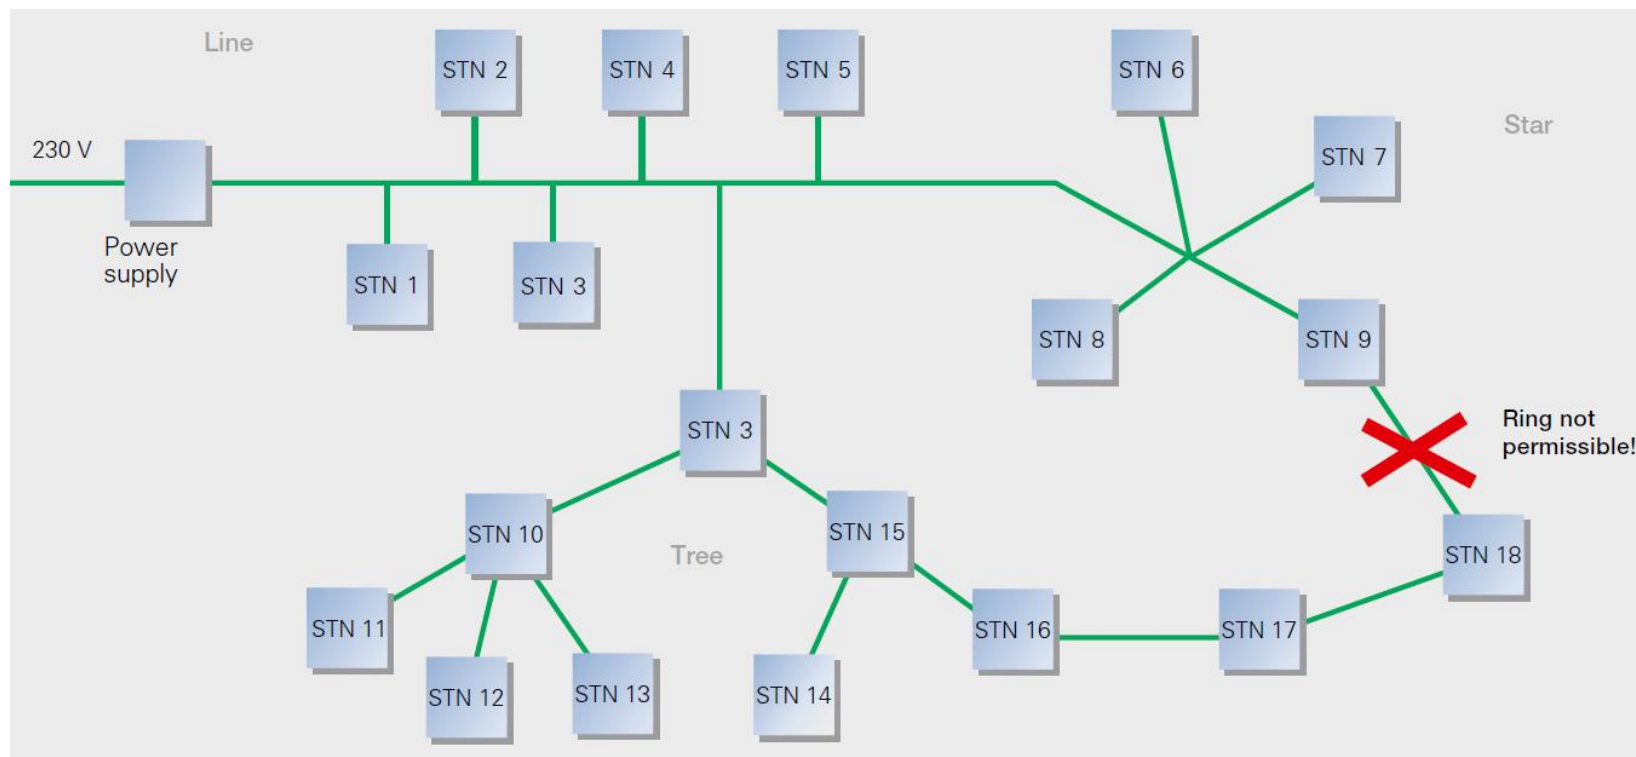 Line
STN 2
STN 4
STN 5
STN 6
Star
STN 7
230 V
Power
supply
STN 1
STN 3
STN 8
STN 9
Ring not
permissible!
STN 3
STN 10
STN 15
Tree
STN 18
STN 11
STN 16
STN 17
STN 12
STN 13
STN 14